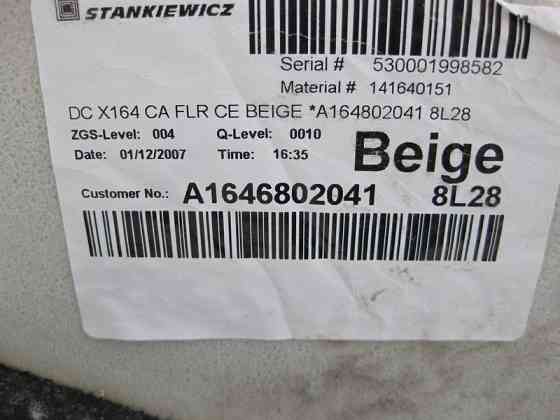 STANKIEWICZ
Serial # 530001998582
Material # 141640151
DC X164 CA FLR CE BEIGE *A164802041 8L28
ZGS-Level: 004 Q-Level: 0010
Date: 01/12/2007 Time: 16:35
Beige
Customer No.: A1646802041 8L28